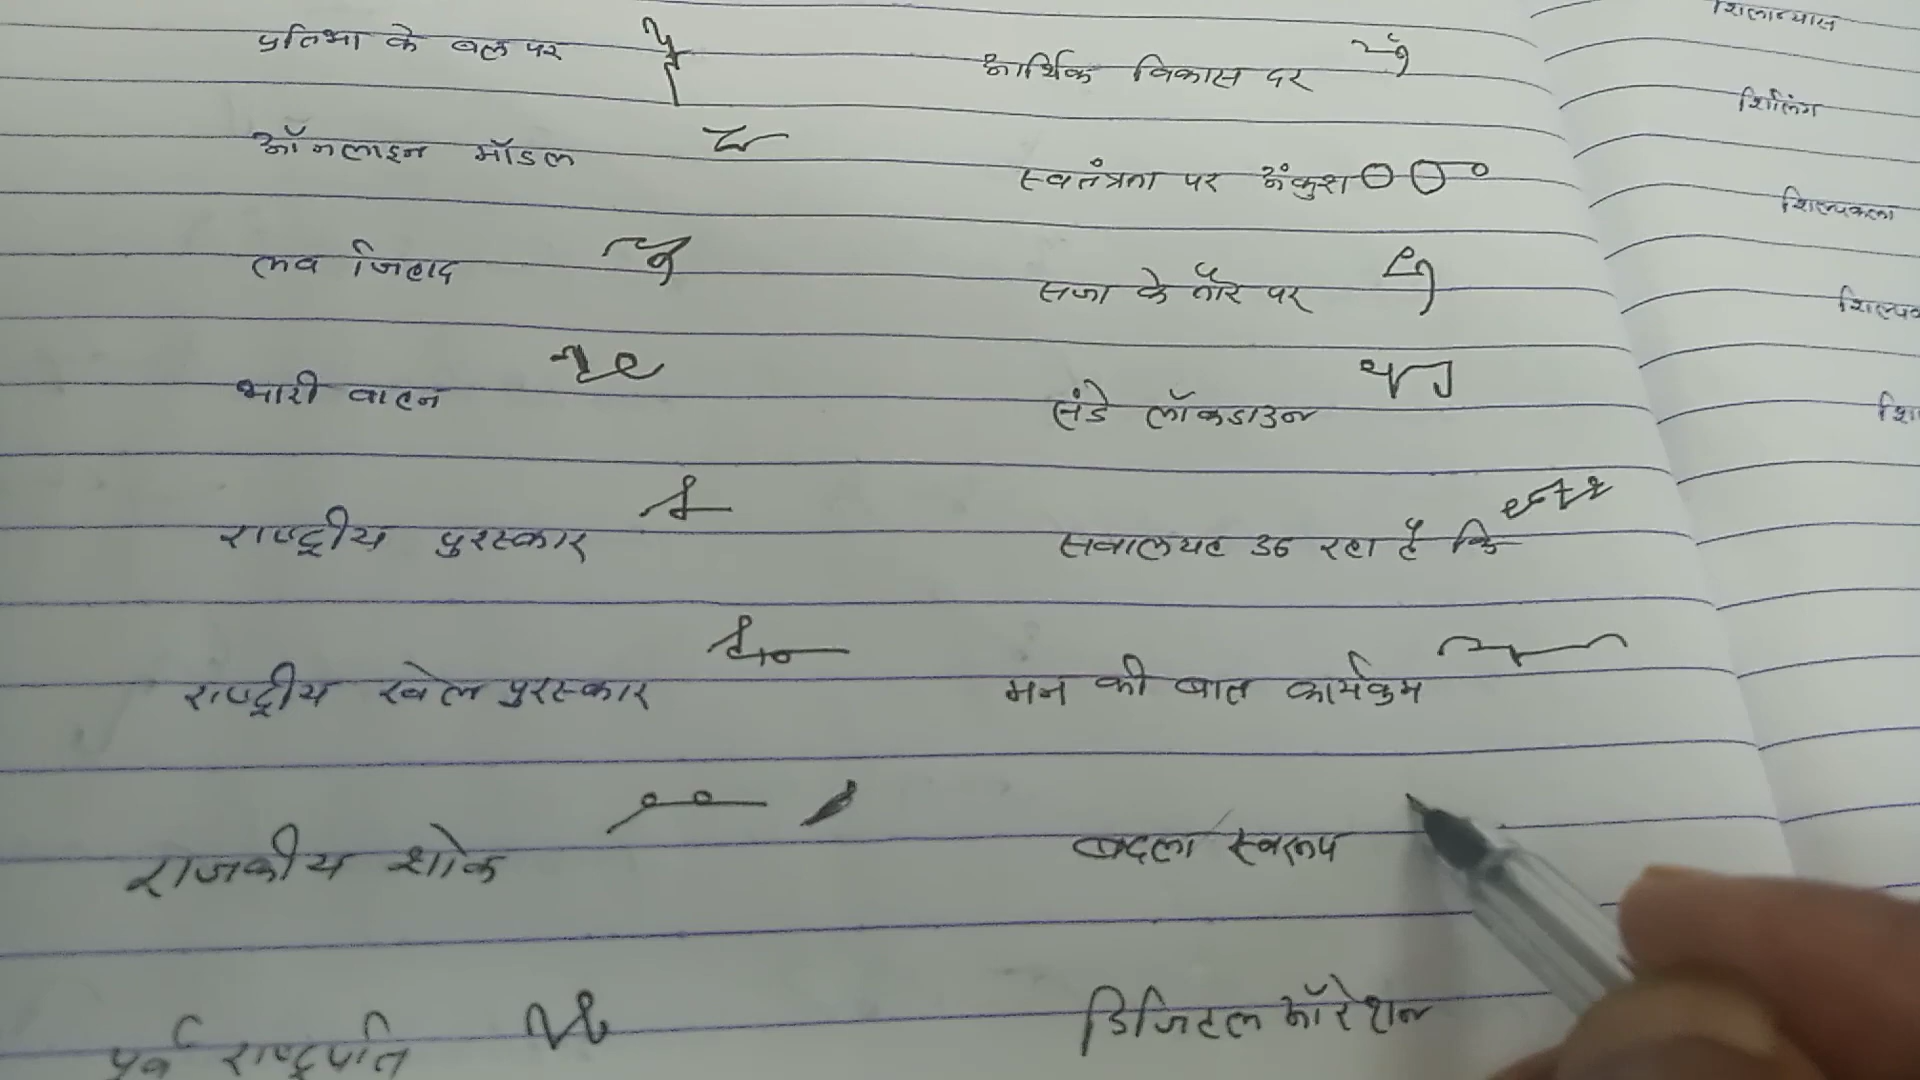 प्रतिभा के बल पर
ऑनलाइन मॉडल
लव जिहाद
भारी वाहन
राष्ट्रीय पुरस्कार
राष्ट्रीय खेल पुरस्कार
राजकीय शोक
पूर्व राष्ट्रपति
आर्थिक विकास दर
स्वतंत्रता पर अंकुश
सजा के तौर पर
संडे लॉकडाउन
सवाल यह उठ रहा है कि
मन की बात कार्यक्रम
बदला स्वरूप
डिजिटल ऑरेशन
शिलान्यास
शिलिंग
शिल्पकला